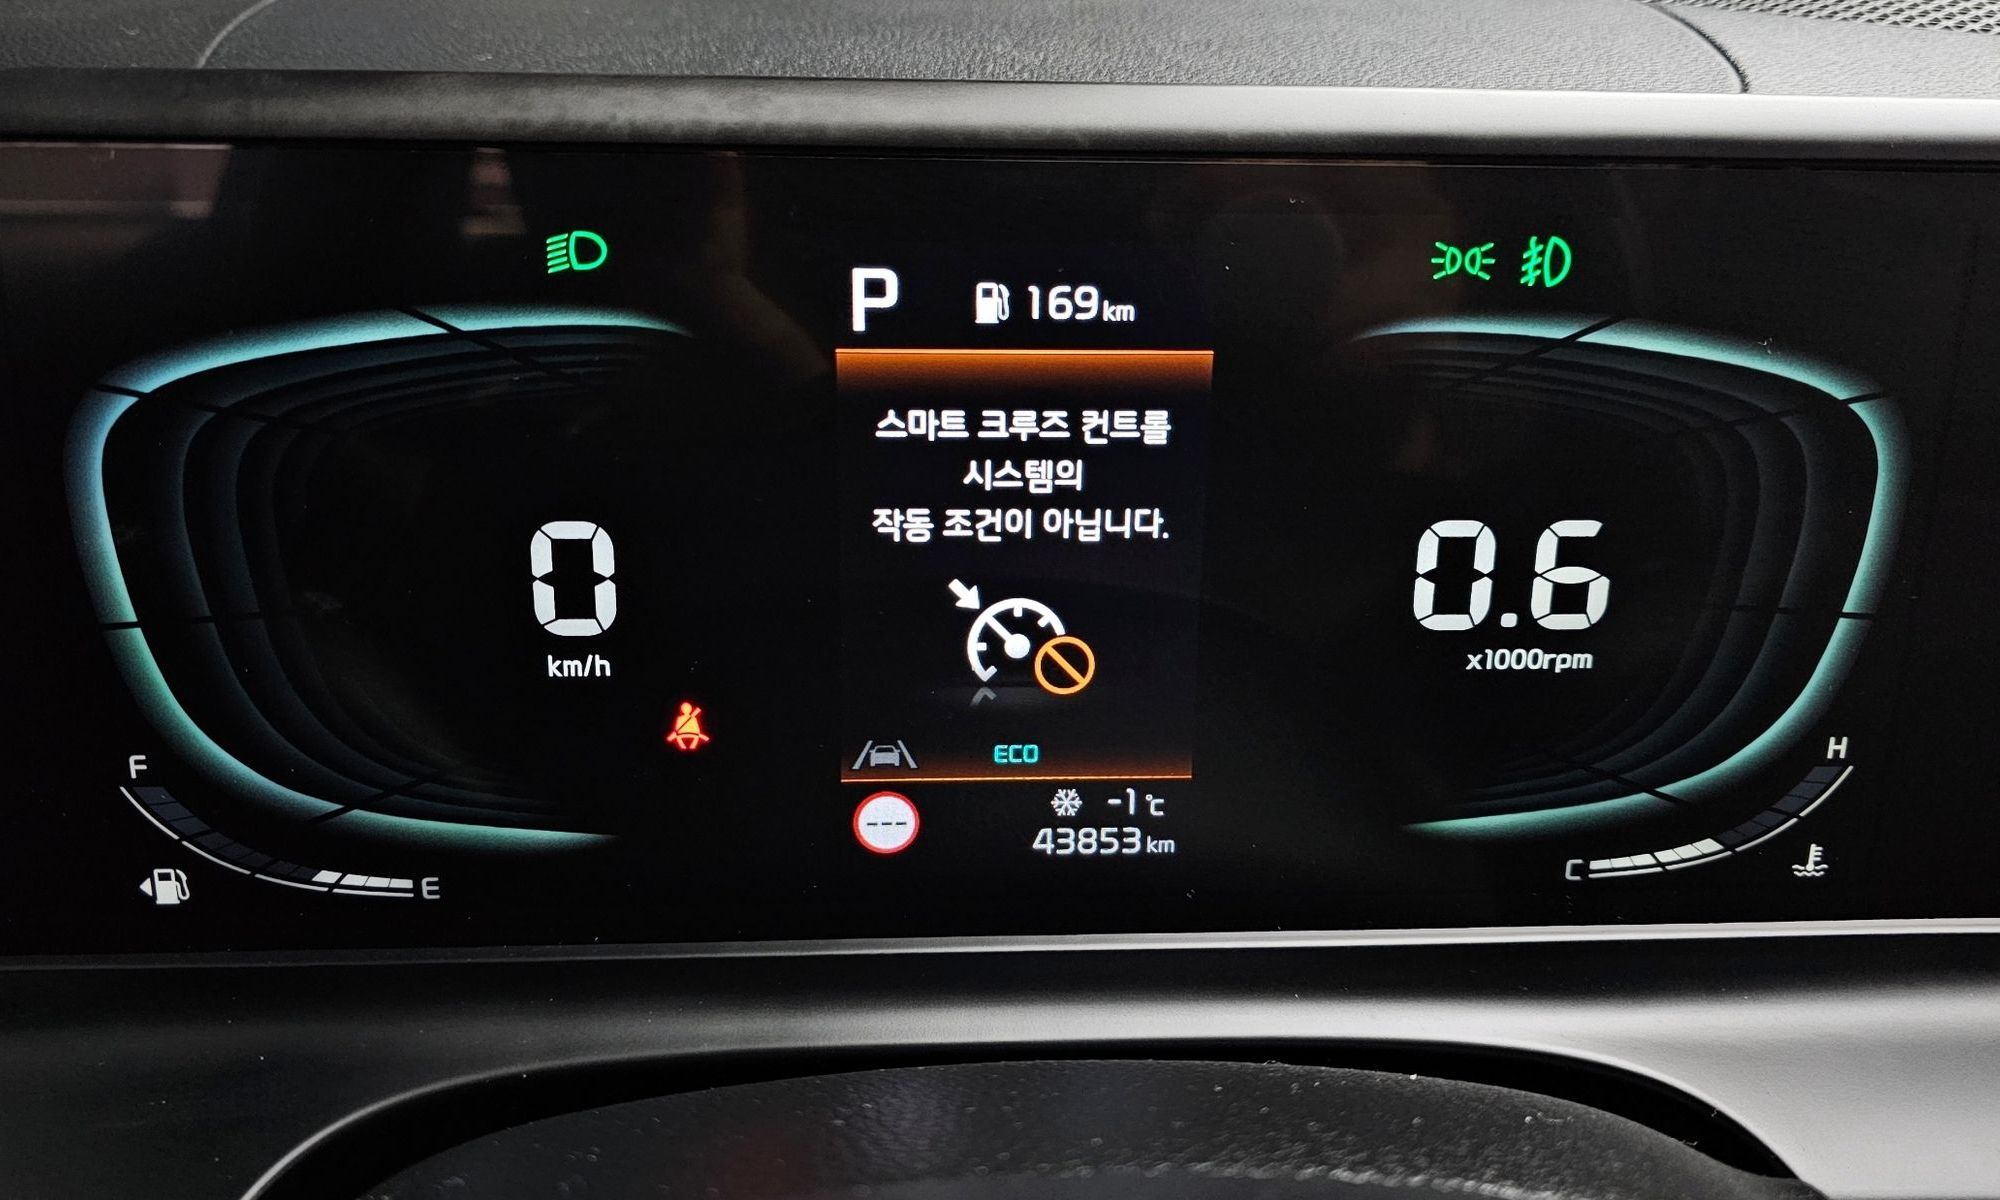 P 169km
스마트 크루즈 컨트롤
시스템의
작동 조건이 아닙니다.
0
km/h
0.6
x1000rpm
ECO
F
E
H
C
---
-1℃
43853km